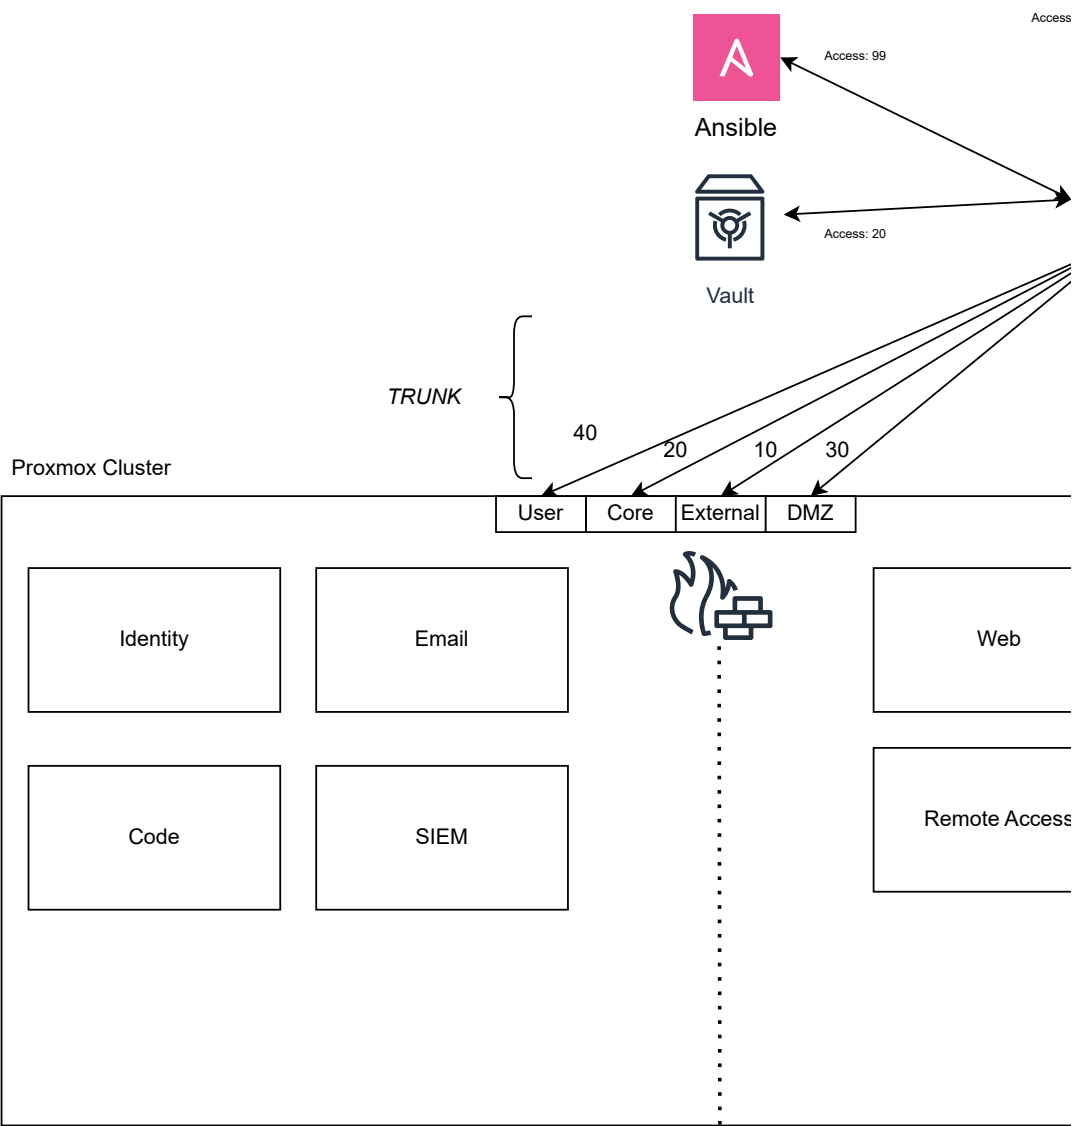 Access
Access: 99
Ansible
Access: 20
Vault
TRUNK
40
20
10
30
Proxmox Cluster
User
Core
External
DMZ
Identity
Email
Web
Code
SIEM
Remote Access